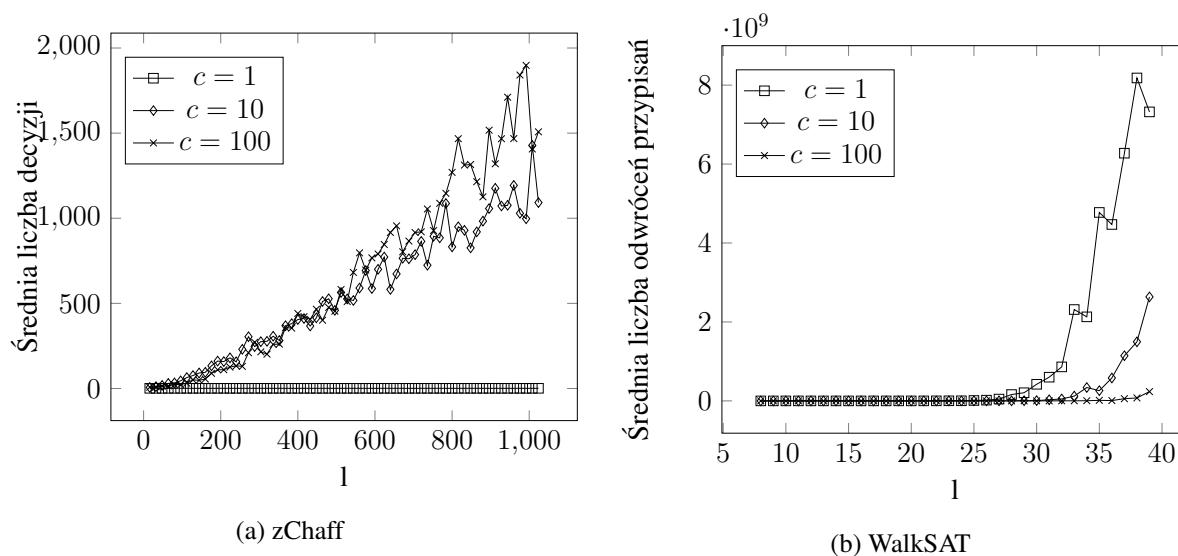 Średnia liczba decyzji
2,000
1,500
1,000
500
0
c = 1
c = 10
c = 100
0 200 400 600 800 1,000
l
(a) zChaff
Średnia liczba odwróceń przypisań
·10⁹
8
6
4
2
0
c = 1
c = 10
c = 100
5 10 15 20 25 30 35 40
l
(b) WalkSAT